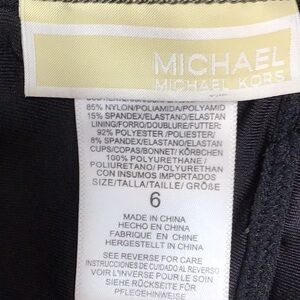 MICHAEL
MICHAEL KORS
85% NYLON/POLIAMIDA/POLYAMID
15% SPANDEX/ELASTANO/ELASTAN
LINING/FORRO/DOUBLURE/FUTTER:
92% POLYESTER/POLIESTER/
8% SPANDEX/ELASTANO/ELASTAN
CUPS/COPAS/BONNET/ KÖRBCHEN
100% POLYURETHANE /
POLIURETANO/ POLYURETHAN
CON INSUMOS IMPORTADOS
SIZE/TALLA/TAILLE/ GRÖßE
6
MADE IN CHINA
HECHO EN CHINA
FABRIQUE EN CHINE
HERGESTELLT IN CHINA
SEE REVERSE FOR CARE
INSTRUCCIONES DE CUIDADO AL REVERSO
VOIR L'INVERSE POUR LE SOIN
SIEHE RÜCKSEITE FÜR
PFLEGEHINWEISE